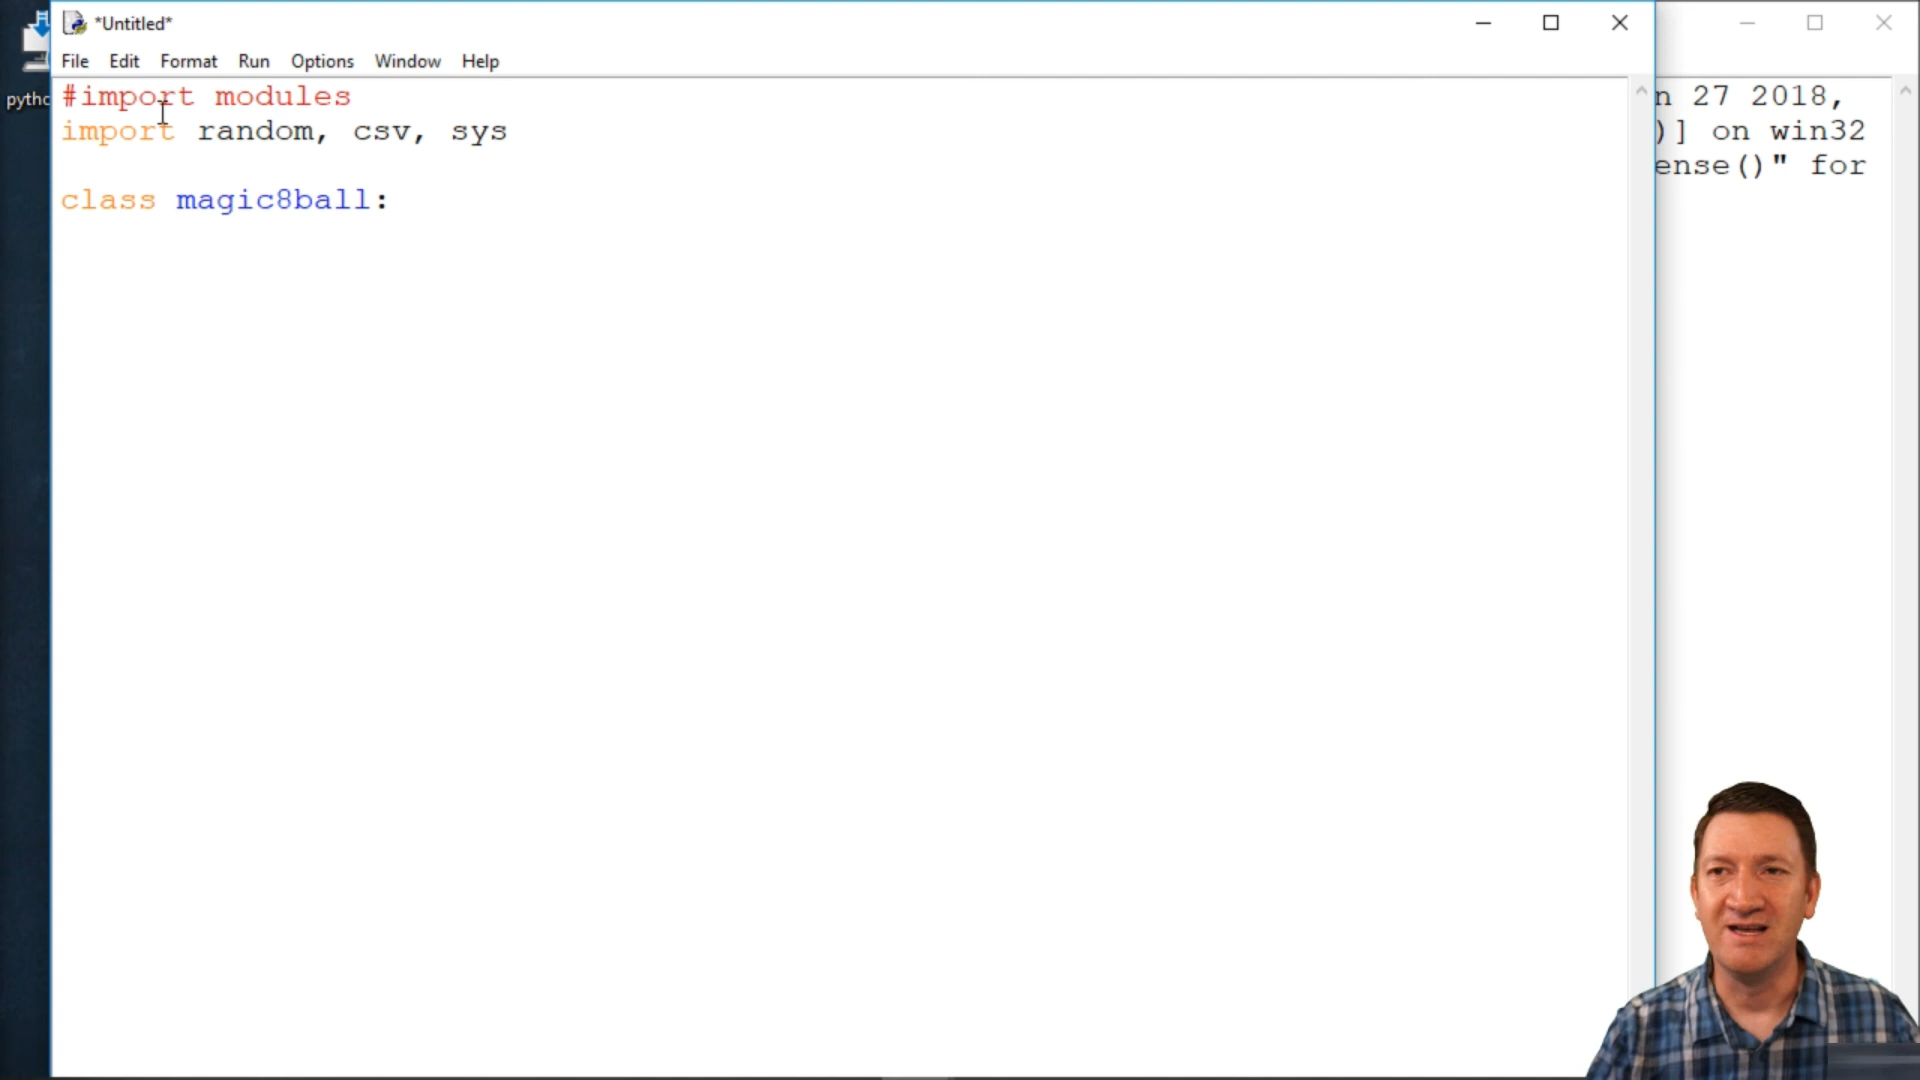 *Untitled*
File Edit Format Run Options Window Help
pythc
#import modules
import random, csv, sys
class magic8ball:
n 27 2018,
)] on win32
ense()" for